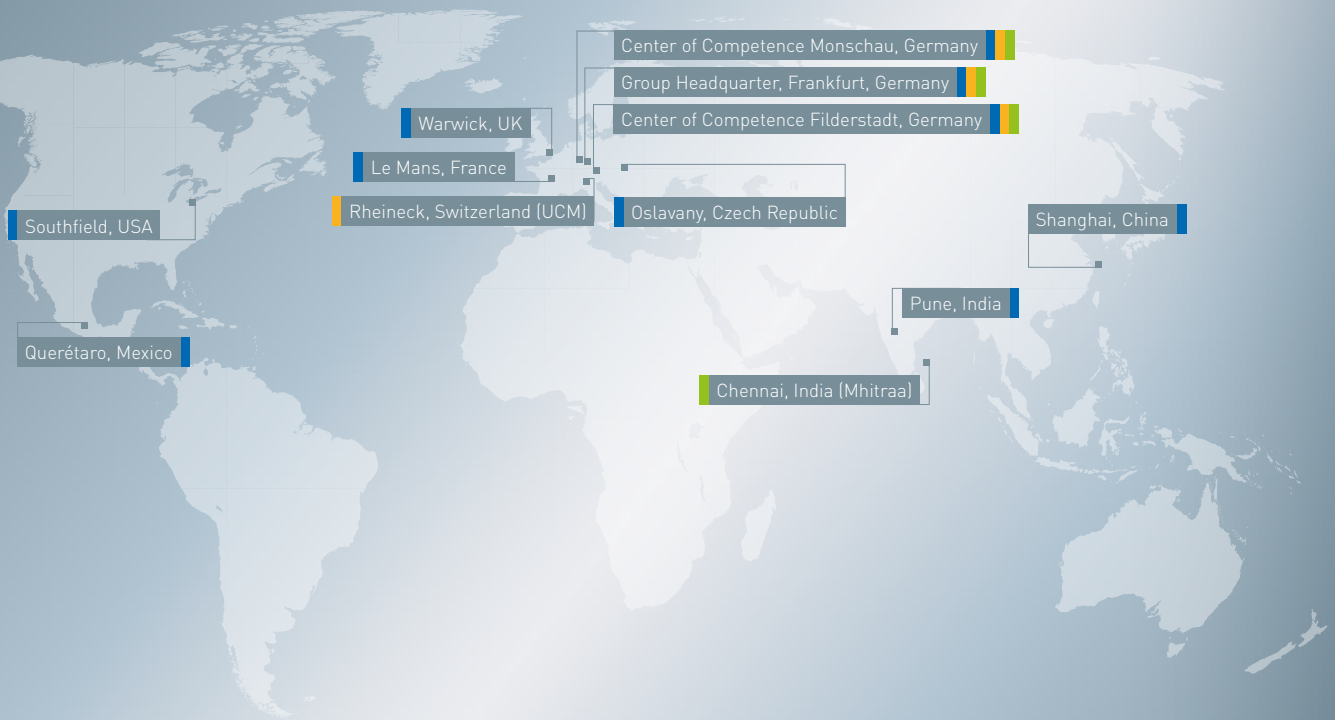 Center of Competence Monschau, Germany
Group Headquarter, Frankfurt, Germany
Center of Competence Filderstadt, Germany
Warwick, UK
Le Mans, France
Rheineck, Switzerland (UCM)
Oslavany, Czech Republic
Southfield, USA
Shanghai, China
Pune, India
Querétaro, Mexico
Chennai, India (Mhitraa)